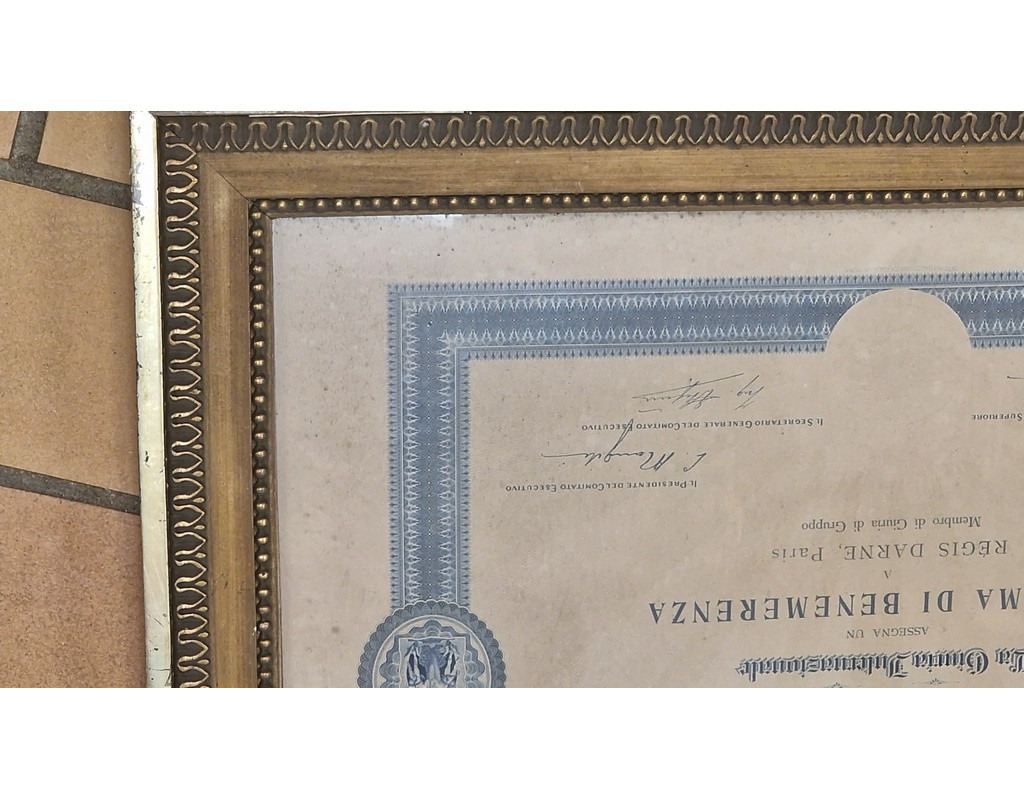 La Giuria Internazionale
ASSEGNA UN
MA DI BENEMERENZA
A
RÉGIS DARNE, Paris
Membro di Giuria di Gruppo
IL PRESIDENTE DEL COMITATO ESECUTIVO
SUPERIORE
IL SEGRETARIO GENERALE DEL COMITATO ESECUTIVO